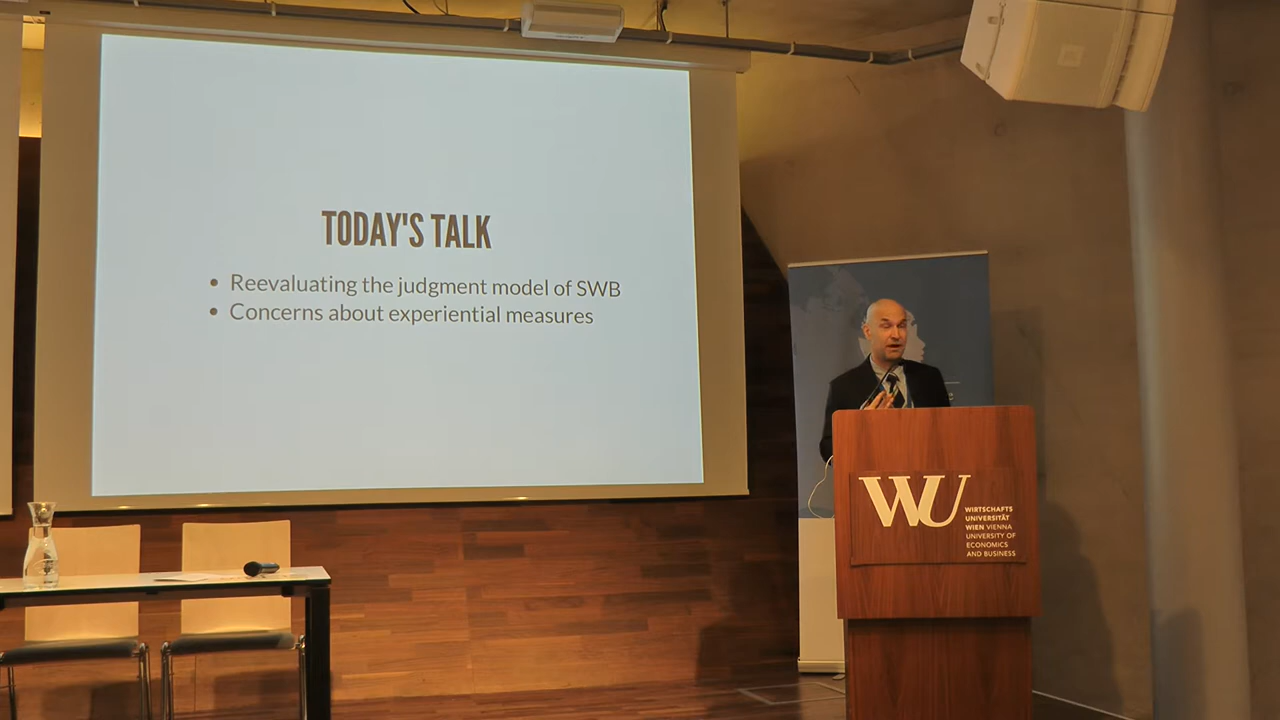 TODAY'S TALK
• Reevaluating the judgment model of SWB
• Concerns about experiential measures
WU
WIRTSCHAFTS
UNIVERSITÄT
WIEN VIENNA
UNIVERSITY OF
ECONOMICS
AND BUSINESS